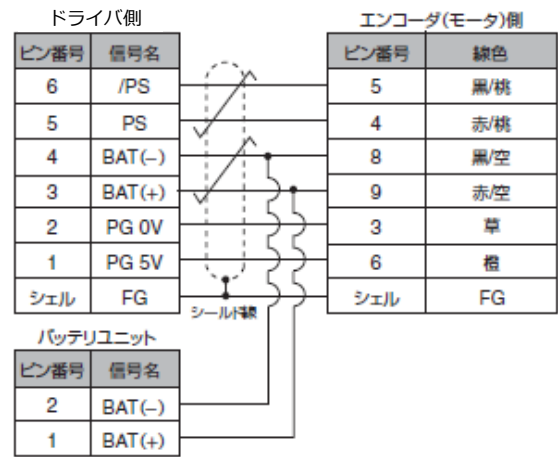 ドライバ側 エンコーダ(モータ)側
ピン番号 信号名 ピン番号 線色
6 /PS 5 黒/桃
5 PS 4 赤/桃
4 BAT(−) 8 黒/空
3 BAT(+) 9 赤/空
2 PG 0V 3 草
1 PG 5V 6 橙
シェル FG シェル FG
シールド線
バッテリユニット
ピン番号 信号名
2 BAT(−)
1 BAT(+)